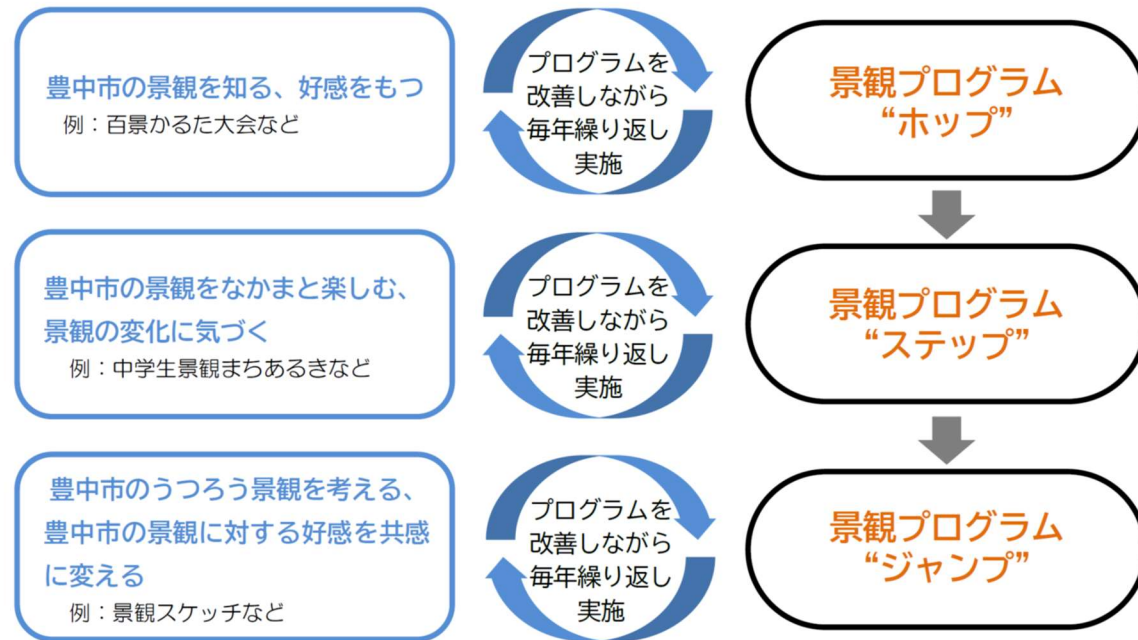 豊中市の景観を知る、好感をもつ
例：百景かるた大会など
プログラムを
改善しながら
毎年繰り返し
実施
景観プログラム
“ホップ”
豊中市の景観をなかまと楽しむ、
景観の変化に気づく
例：中学生景観まちあるきなど
プログラムを
改善しながら
毎年繰り返し
実施
景観プログラム
“ステップ”
豊中市のうつろう景観を考える、
豊中市の景観に対する好感を共感
に変える
例：景観スケッチなど
プログラムを
改善しながら
毎年繰り返し
実施
景観プログラム
“ジャンプ”